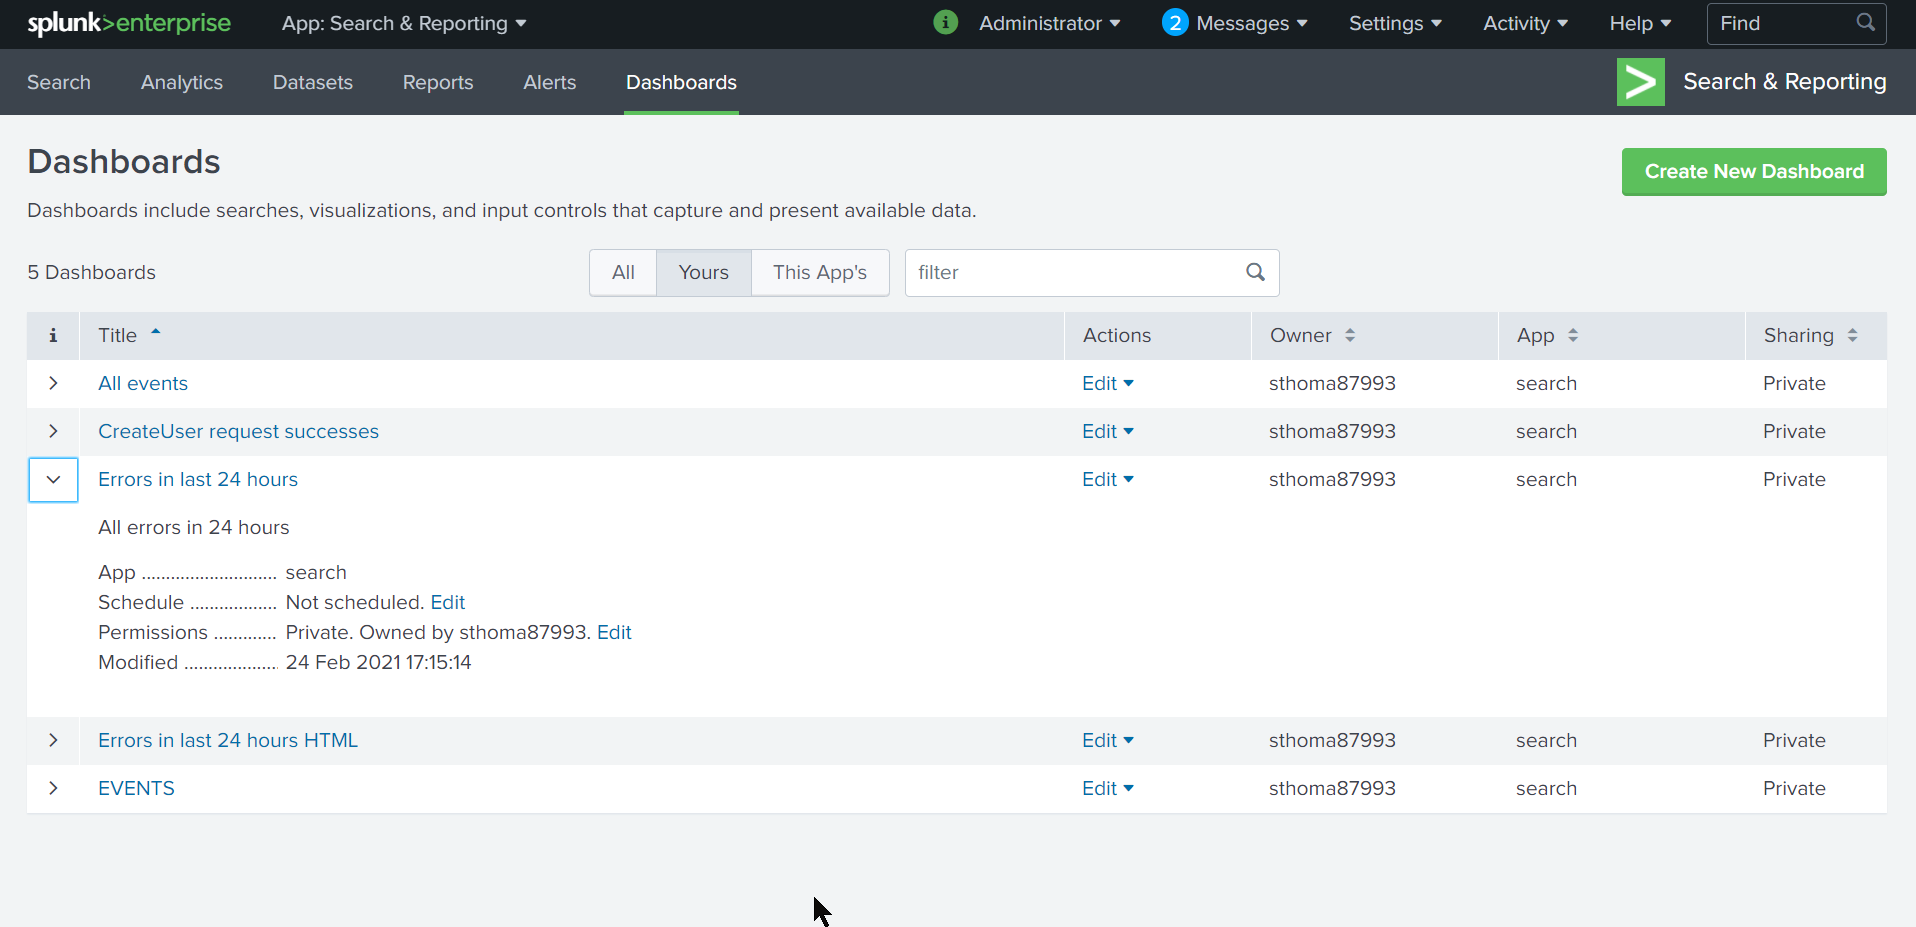 splunk>enterprise App: Search & Reporting i Administrator 2 Messages Settings Activity Help Find
Search Analytics Datasets Reports Alerts Dashboards > Search & Reporting
Dashboards
Create New Dashboard
Dashboards include searches, visualizations, and input controls that capture and present available data.
5 Dashboards All Yours This App's filter
i Title Actions Owner App Sharing
All events Edit sthoma87993 search Private
CreateUser request successes Edit sthoma87993 search Private
Errors in last 24 hours Edit sthoma87993 search Private
All errors in 24 hours
App ........................... search
Schedule .................. Not scheduled. Edit
Permissions ............. Private. Owned by sthoma87993. Edit
Modified .................... 24 Feb 2021 17:15:14
Errors in last 24 hours HTML Edit sthoma87993 search Private
EVENTS Edit sthoma87993 search Private